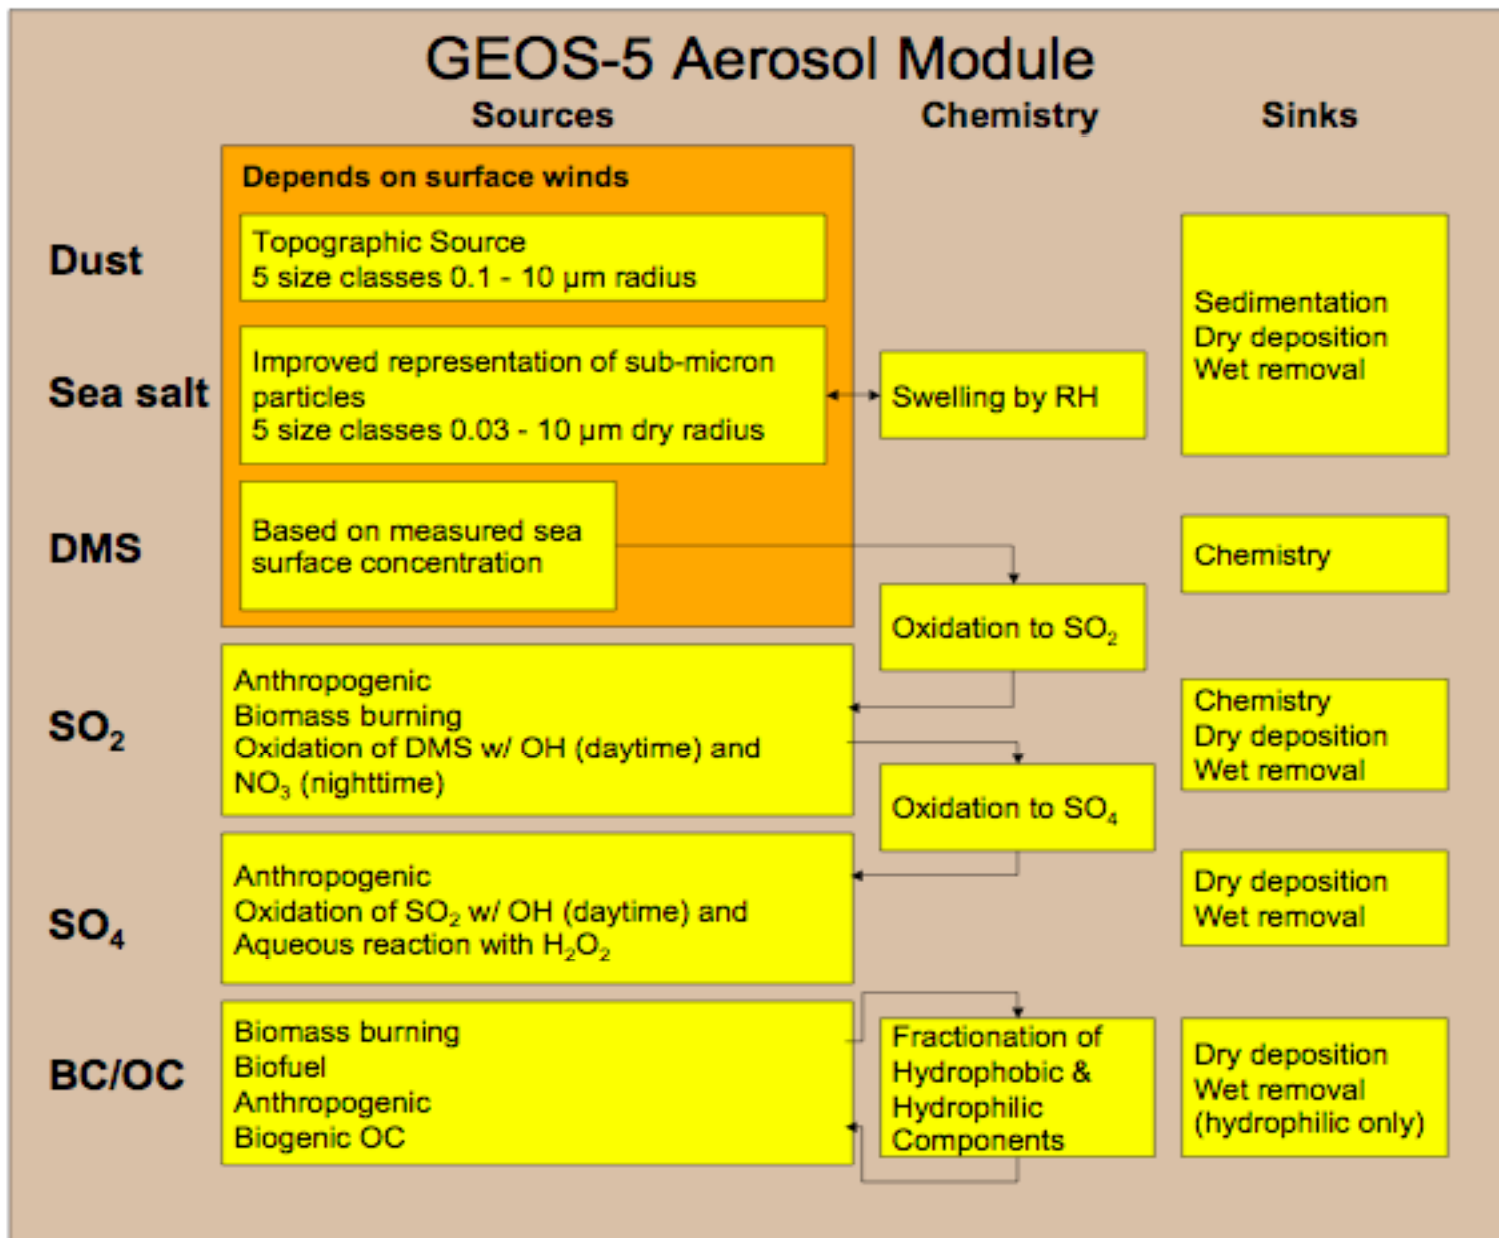 GEOS-5 Aerosol Module
Sources
Chemistry
Sinks
Depends on surface winds
Dust
Topographic Source
5 size classes 0.1 - 10 µm radius
Sedimentation
Dry deposition
Wet removal
Sea salt
Improved representation of sub-micron
particles
5 size classes 0.03 - 10 µm dry radius
Swelling by RH
DMS
Based on measured sea
surface concentration
Chemistry
Oxidation to SO₂
SO₂
Anthropogenic
Biomass burning
Oxidation of DMS w/ OH (daytime) and
NO₃ (nighttime)
Chemistry
Dry deposition
Wet removal
Oxidation to SO₄
SO₄
Anthropogenic
Oxidation of SO₂ w/ OH (daytime) and
Aqueous reaction with H₂O₂
Dry deposition
Wet removal
BC/OC
Biomass burning
Biofuel
Anthropogenic
Biogenic OC
Fractionation of
Hydrophobic &
Hydrophilic
Components
Dry deposition
Wet removal
(hydrophilic only)